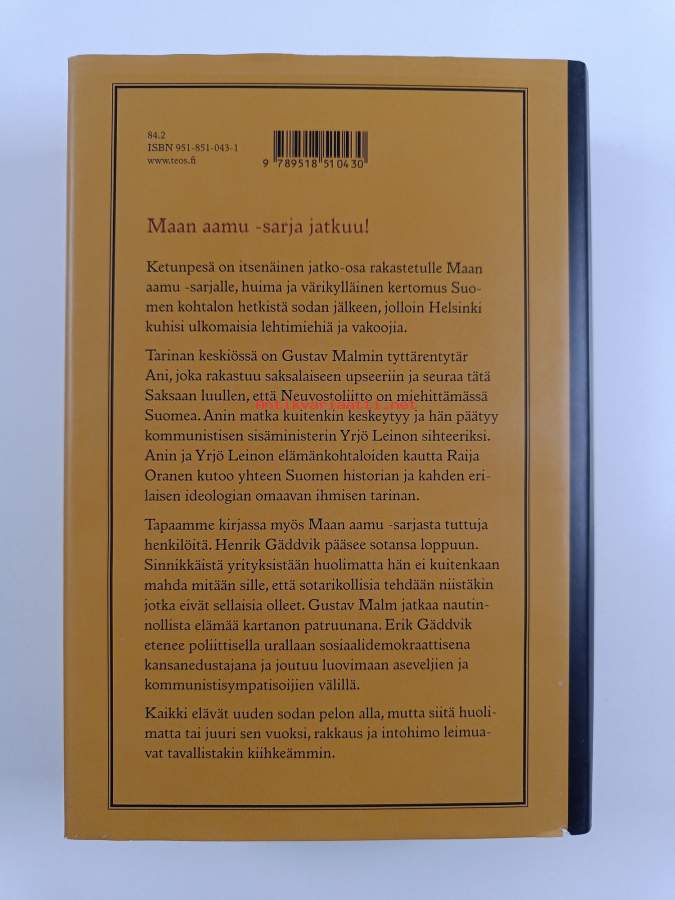 84.2
ISBN 951-851-043-1
www.teos.fi
9 789518 510430
Maan aamu -sarja jatkuu!
Ketunpesä on itsenäinen jatko-osa rakastetulle Maan
aamu -sarjalle, huima ja värikylläinen kertomus Suo-
men kohtalon hetkistä sodan jälkeen, jolloin Helsinki
kuhisi ulkomaisia lehtimiehiä ja vakoojia.
Tarinan keskiössä on Gustav Malmin tyttärentytär
Ani, joka rakastuu saksalaiseen upseeriin ja seuraa tätä
Saksaan luullen, että Neuvostoliitto on miehittämässä
antikvariaatti.net
Suomea. Anin matka kuitenkin keskeytyy ja hän päätyy
kommunistisen sisäministerin Yrjö Leinon sihteeriksi.
Anin ja Yrjö Leinon elämänkohtaloiden kautta Raija
Oranen kutoo yhteen Suomen historian ja kahden eri-
laisen ideologian omaavan ihmisen tarinan.
Tapaamme kirjassa myös Maan aamu -sarjasta tuttuja
henkilöitä. Henrik Gäddvik pääsee sotansa loppuun.
Sinnikkäistä yrityksistään huolimatta hän ei kuitenkaan
mahda mitään sille, että sotarikollisia tehdään niistäkin
jotka eivät sellaisia olleet. Gustav Malm jatkaa nautin-
nollista elämää kartanon patruunana. Erik Gäddvik
etenee poliittisella urallaan sosiaalidemokraattisena
kansanedustajana ja joutuu luovimaan aseveljien ja
kommunistisympatisoijien välillä.
Kaikki elävät uuden sodan pelon alla, mutta siitä huoli-
matta tai juuri sen vuoksi, rakkaus ja intohimo leimua-
vat tavallistakin kiihkeämmin.